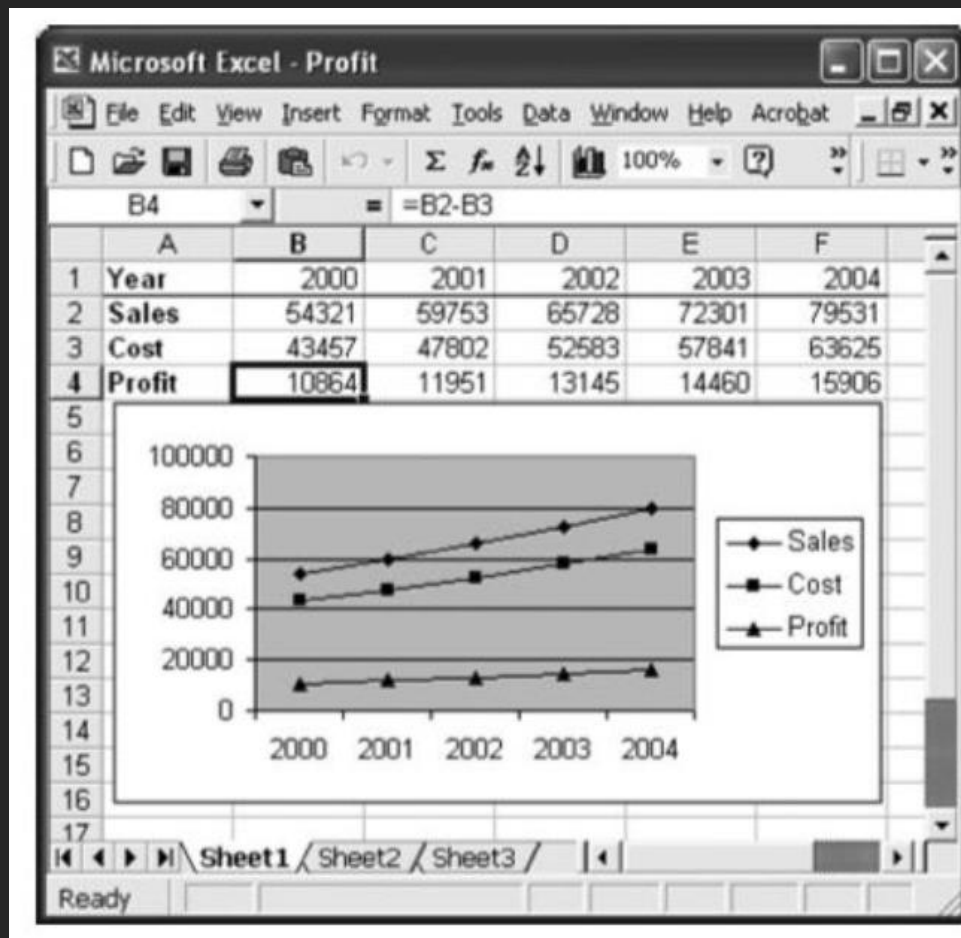 Microsoft Excel - Profit
File Edit View Insert Format Tools Data Window Help Acrobat
Σ 100% ?
B4 = =B2-B3
A B C D E F
1 Year 2000 2001 2002 2003 2004
2 Sales 54321 59753 65728 72301 79531
3 Cost 43457 47802 52583 57841 63625
4 Profit 10864 11951 13145 14460 15906
5
6
7
8
9
10
11
12
13
14
15
16
17
100000
80000
60000
40000
20000
0
2000 2001 2002 2003 2004
Sales
Cost
Profit
Sheet1 Sheet2 Sheet3
Ready